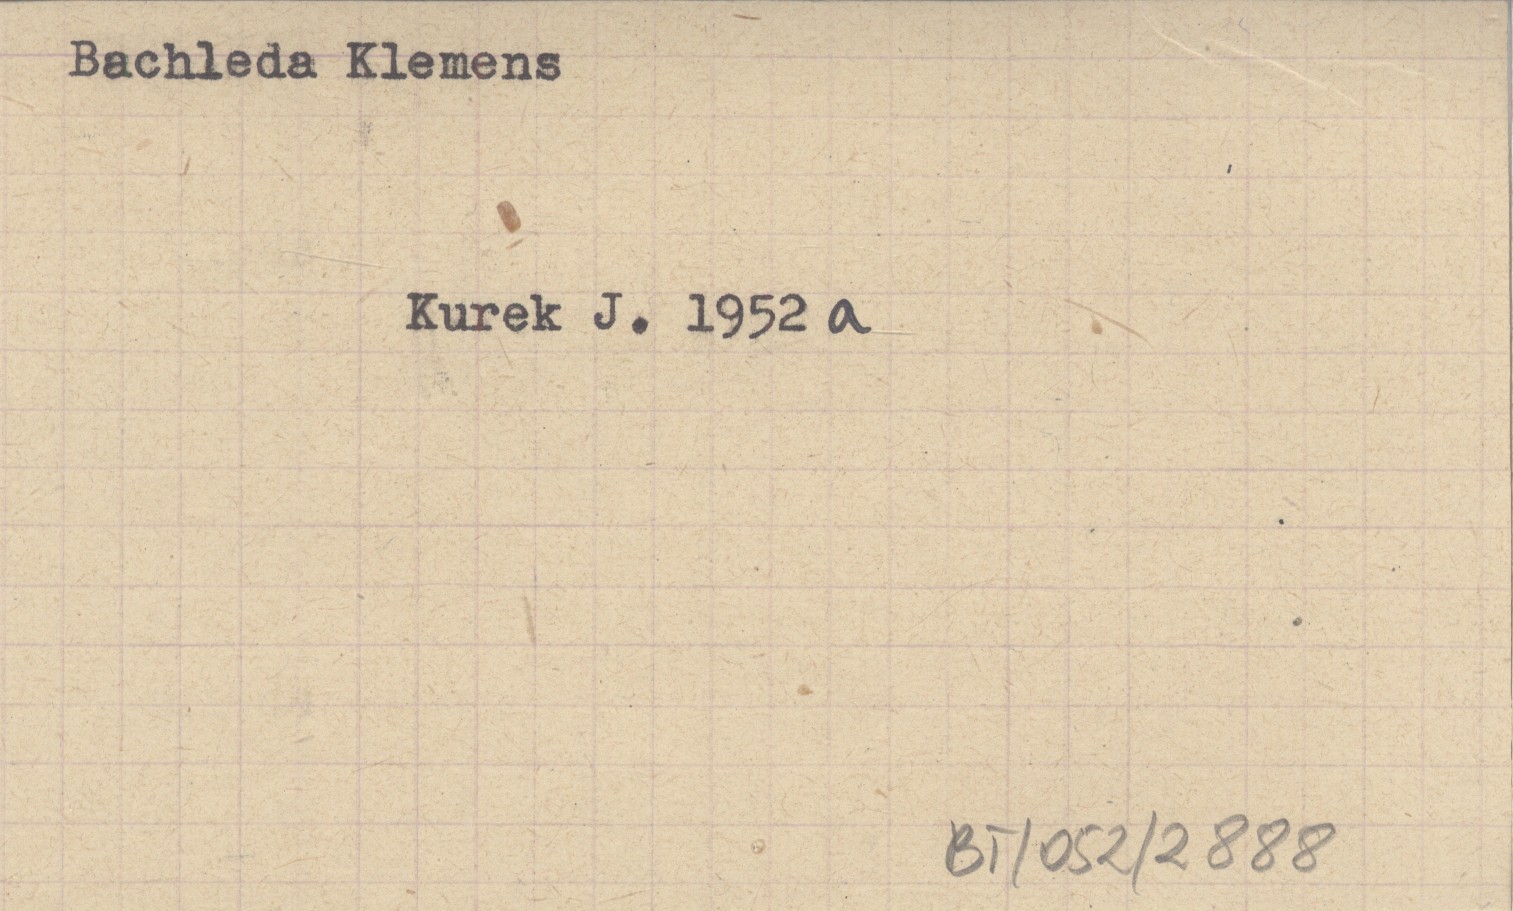 Bachleda Klemens
Kurek J. 1952 a
BT/052/2888